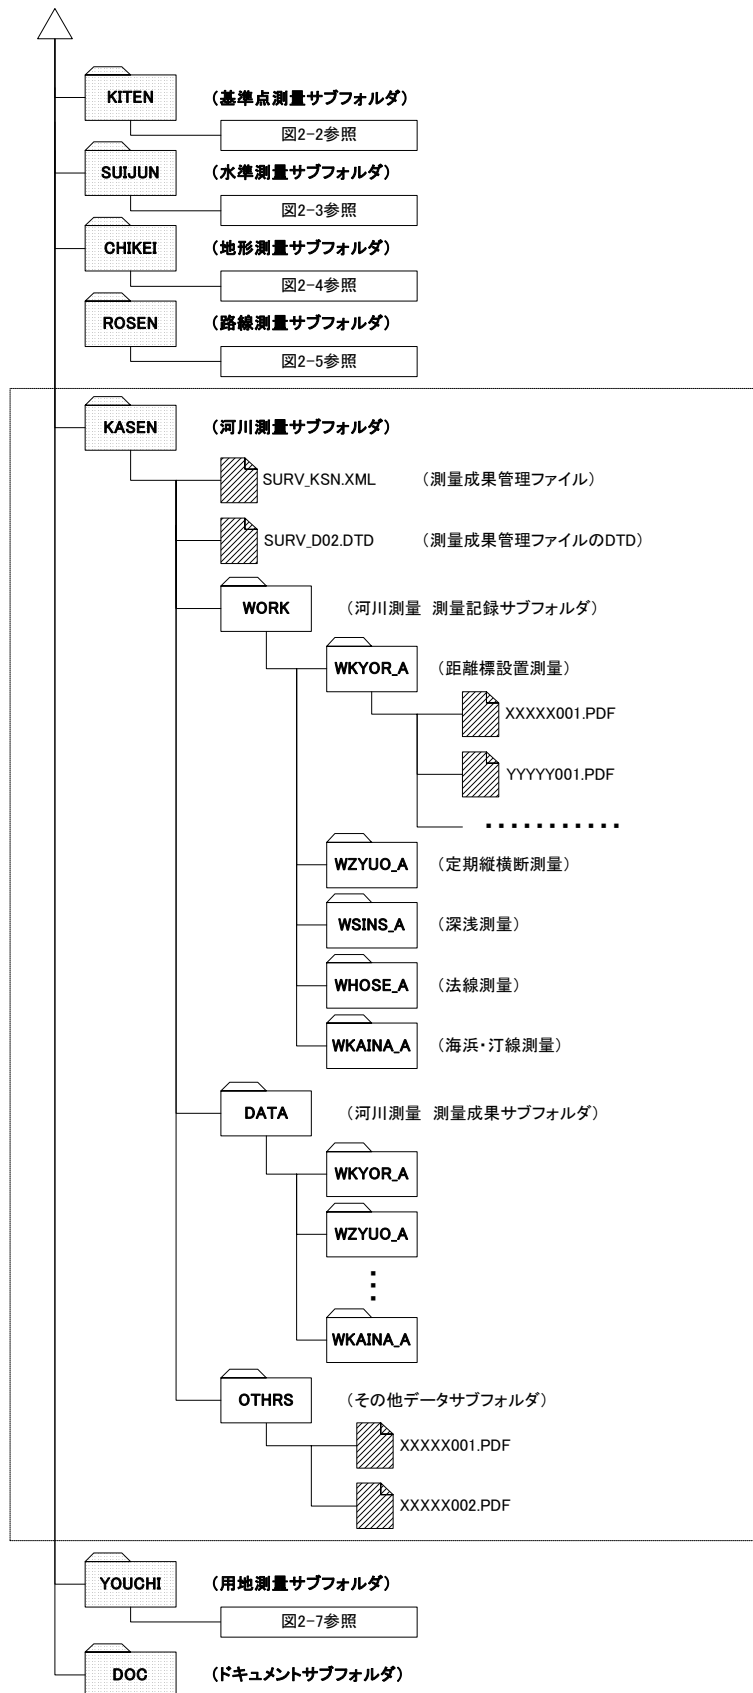 KITEN (基準点測量サブフォルダ)
図2-2参照
SUIJUN (水準測量サブフォルダ)
図2-3参照
CHIKEI (地形測量サブフォルダ)
図2-4参照
ROSEN (路線測量サブフォルダ)
図2-5参照
KASEN (河川測量サブフォルダ)
SURV_KSN.XML (測量成果管理ファイル)
SURV_D02.DTD (測量成果管理ファイルのDTD)
WORK (河川測量 測量記録サブフォルダ)
WKYOR_A (距離標設置測量)
XXXXX001.PDF
YYYYY001.PDF
・・・・・・・・・・・
WZYUO_A (定期縦横断測量)
WSINS_A (深浅測量)
WHOSE_A (法線測量)
WKAINA_A (海浜・汀線測量)
DATA (河川測量 測量成果サブフォルダ)
WKYOR_A
WZYUO_A
WKAINA_A
OTHRS (その他データサブフォルダ)
XXXXX001.PDF
XXXXX002.PDF
YOUCHI (用地測量サブフォルダ)
図2-7参照
DOC (ドキュメントサブフォルダ)